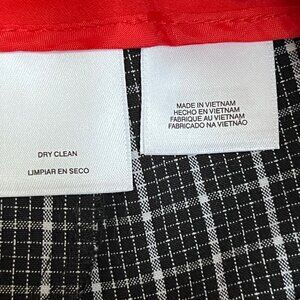 DRY CLEAN
LIMPIAR EN SECO
MADE IN VIETNAM
HECHO EN VIETNAM
FABRIQUE AU VIETNAM
FABRICADO NA VIETNÃO